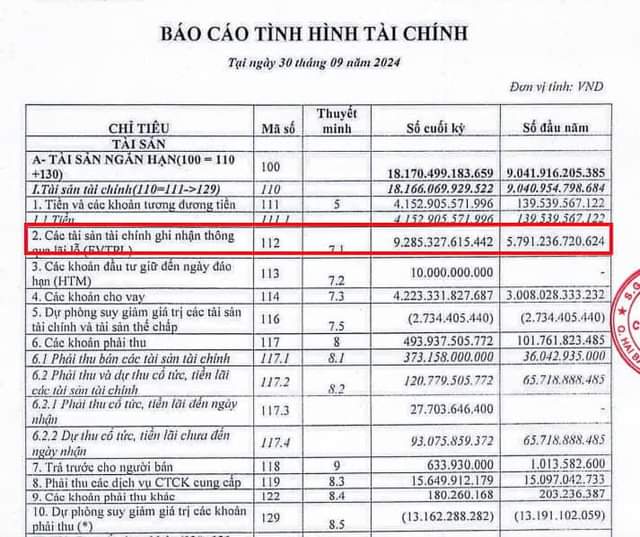 BÁO CÁO TÌNH HÌNH TÀI CHÍNH
Tại ngày 30 tháng 09 năm 2024
Đơn vị tính: VND
CHỈ TIÊU Mã số Thuyết minh Số cuối kỳ Số đầu năm
TÀI SẢN
A- TÀI SẢN NGẮN HẠN(100 = 110 +130) 100 18.170.499.183.659 9.041.916.205.385
I.Tài sản tài chính(110=111->129) 110 18.166.069.929.522 9.040.954.798.684
1. Tiền và các khoản tương đương tiền 111 5 4.152.905.571.996 139.539.567.122
1.1 Tiền 111.1 4.152.905.571.996 139.539.567.122
2. Các tài sản tài chính ghi nhận thông qua lãi lỗ (FVTPL) 112 7.1 9.285.327.615.442 5.791.236.720.624
3. Các khoản đầu tư giữ đến ngày đáo hạn (HTM) 113 7.2 10.000.000.000 -
4. Các khoản cho vay 114 7.3 4.223.331.827.687 3.008.028.333.232
5. Dự phòng suy giảm giá trị các tài sản tài chính và tài sản thế chấp 116 7.5 (2.734.405.440) (2.734.405.440)
6. Các khoản phải thu 117 8 493.937.505.772 101.761.823.485
6.1 Phải thu bán các tài sản tài chính 117.1 8.1 373.158.000.000 36.042.935.000
6.2 Phải thu và dự thu cổ tức, tiền lãi các tài sản tài chính 117.2 8.2 120.779.505.772 65.718.888.485
6.2.1 Phải thu cổ tức, tiền lãi đến ngày nhận 117.3 27.703.646.400 -
6.2.2 Dự thu cổ tức, tiền lãi chưa đến ngày nhận 117.4 93.075.859.372 65.718.888.485
7. Trả trước cho người bán 118 9 633.930.000 1.013.582.600
8. Phải thu các dịch vụ CTCK cung cấp 119 8.3 15.649.912.179 15.097.042.733
9. Các khoản phải thu khác 122 8.4 180.260.168 203.236.387
10. Dự phòng suy giảm giá trị các khoản phải thu (*) 129 8.5 (13.162.288.282) (13.191.102.059)